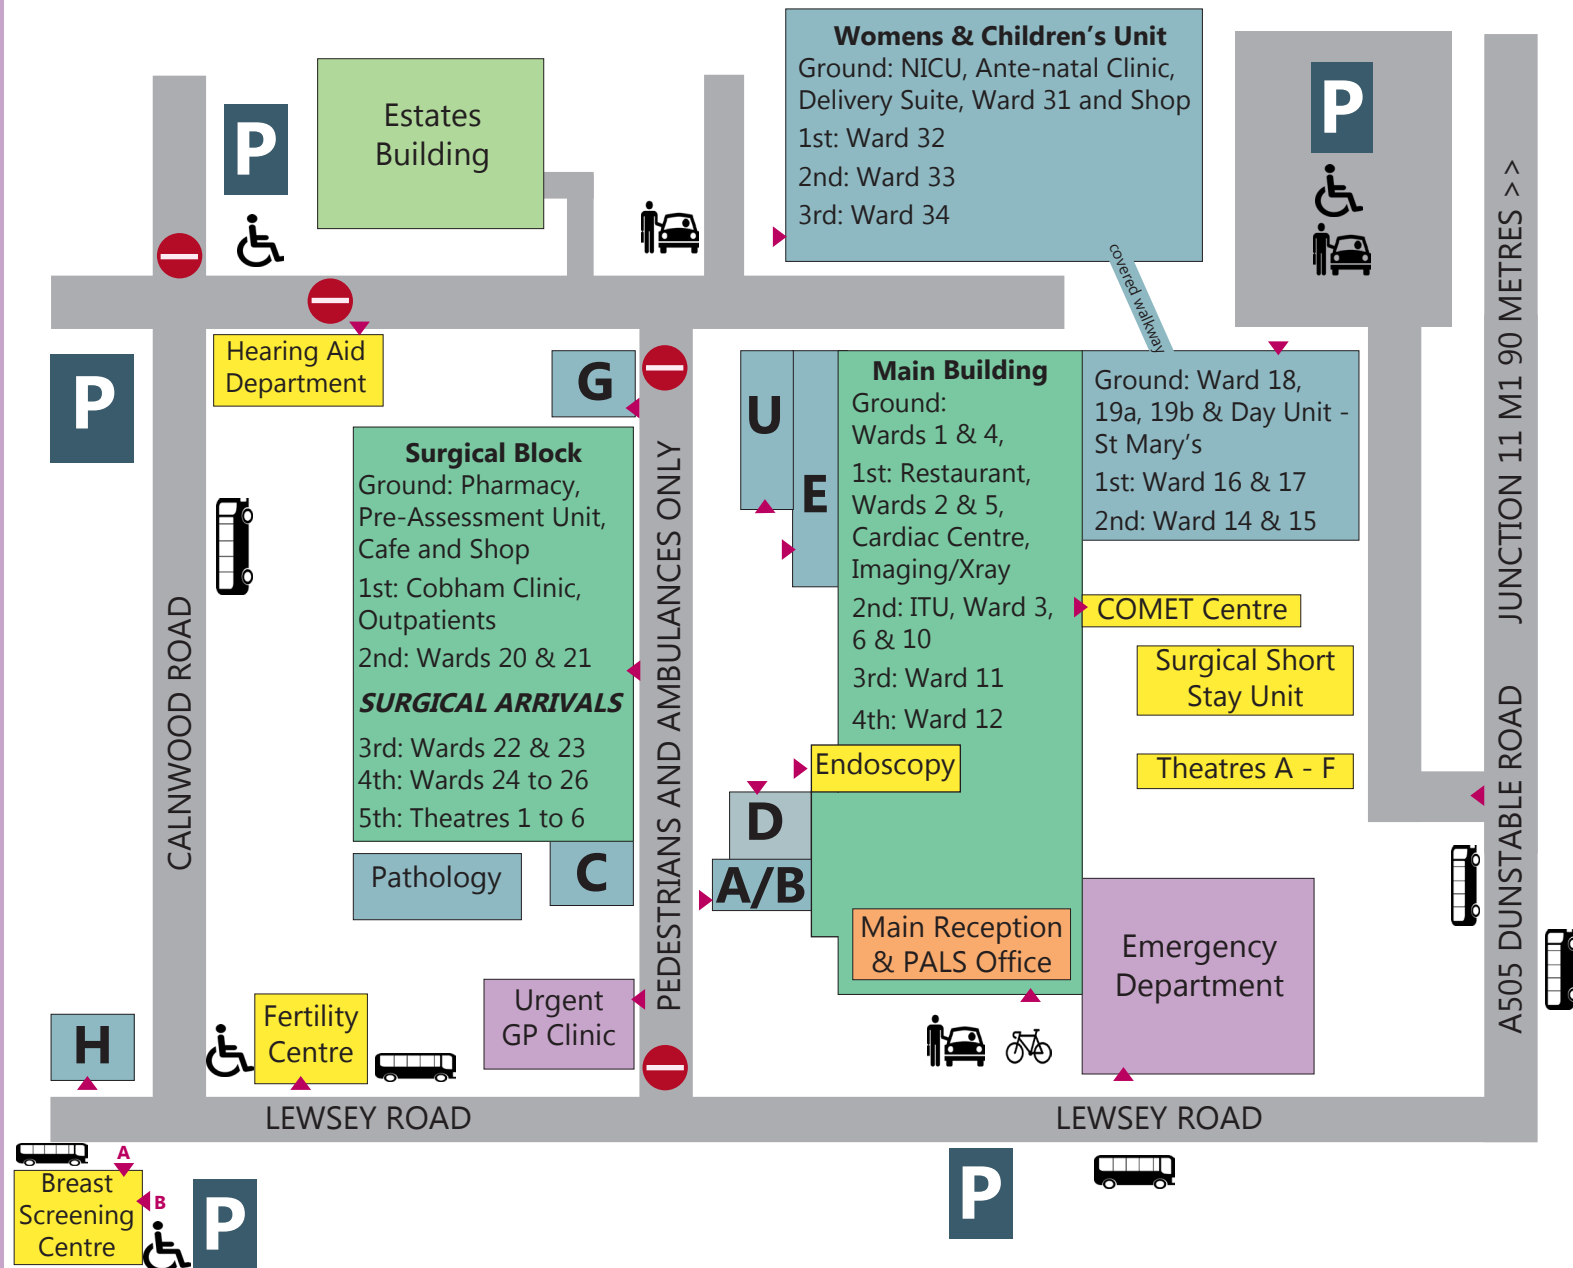 Womens & Children's Unit
Ground: NICU, Ante-natal Clinic,
Delivery Suite, Ward 31 and Shop
1st: Ward 32
2nd: Ward 33
3rd: Ward 34
P
Estates
Building
P
covered walkway
JUNCTION 11 M1 90 METRES >>
A505 DUNSTABLE ROAD
Hearing Aid
Department
P
G
U
E
Main Building
Ground:
Wards 1 & 4,
1st: Restaurant,
Wards 2 & 5,
Cardiac Centre,
Imaging/Xray
2nd: ITU, Ward 3,
6 & 10
3rd: Ward 11
4th: Ward 12
Ground: Ward 18,
19a, 19b & Day Unit -
St Mary's
1st: Ward 16 & 17
2nd: Ward 14 & 15
Surgical Block
Ground: Pharmacy,
Pre-Assessment Unit,
Cafe and Shop
1st: Cobham Clinic,
Outpatients
2nd: Wards 20 & 21
SURGICAL ARRIVALS
3rd: Wards 22 & 23
4th: Wards 24 to 26
5th: Theatres 1 to 6
CALNWOOD ROAD
PEDESTRIANS AND AMBULANCES ONLY
COMET Centre
Surgical Short
Stay Unit
Theatres A - F
Endoscopy
D
A/B
Pathology
C
Main Reception
& PALS Office
Emergency
Department
Urgent
GP Clinic
Fertility
Centre
H
LEWSEY ROAD
LEWSEY ROAD
A
B
Breast
Screening
Centre
P
P